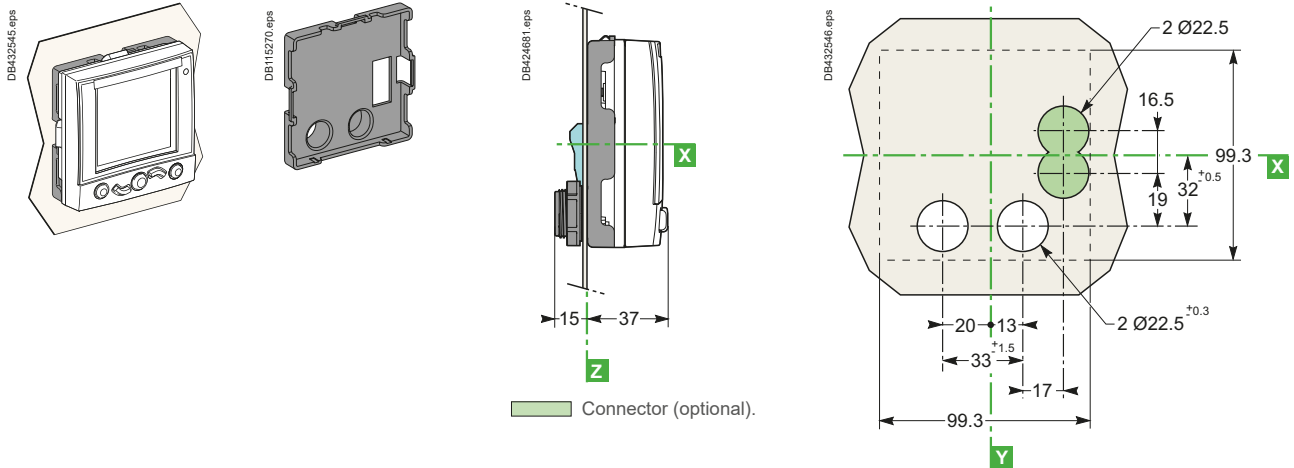 DB432545.eps
DB115270.eps
DB424681.eps
X
15
37
Z
Connector (optional).
DB432546.eps
2 Ø22.5
16.5
99.3
X
32 +0.5 -
19
20
13
2 Ø22.5 +0.3
33 +1.5 -
17
99.3
Y